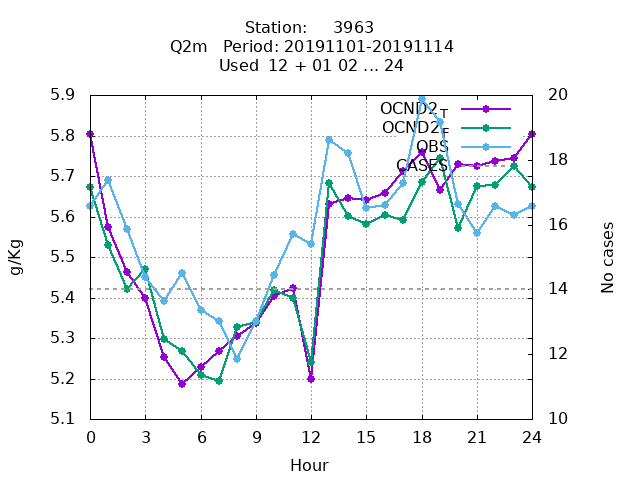 Station: 3963
Q2m Period: 20191101-20191114
Used 12 + 01 02 ... 24
5.9
5.8
5.7
5.6
5.5
5.4
5.3
5.2
5.1
g/Kg
20
18
16
14
12
10
No cases
OCND2T
OCND2F
OBS
CASES
0 3 6 9 12 15 18 21 24
Hour